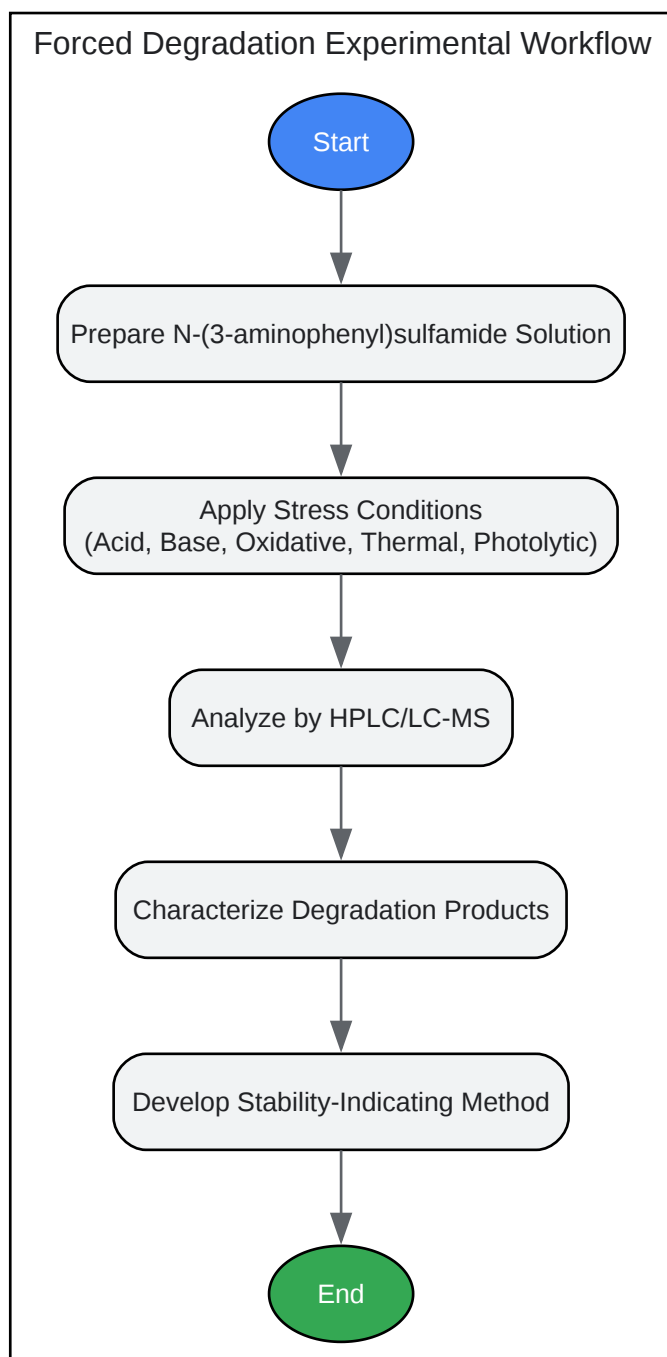 Forced Degradation Experimental Workflow
Start
Prepare N-(3-aminophenyl)sulfamide Solution
Apply Stress Conditions
(Acid, Base, Oxidative, Thermal, Photolytic)
Analyze by HPLC/LC-MS
Characterize Degradation Products
Develop Stability-Indicating Method
End